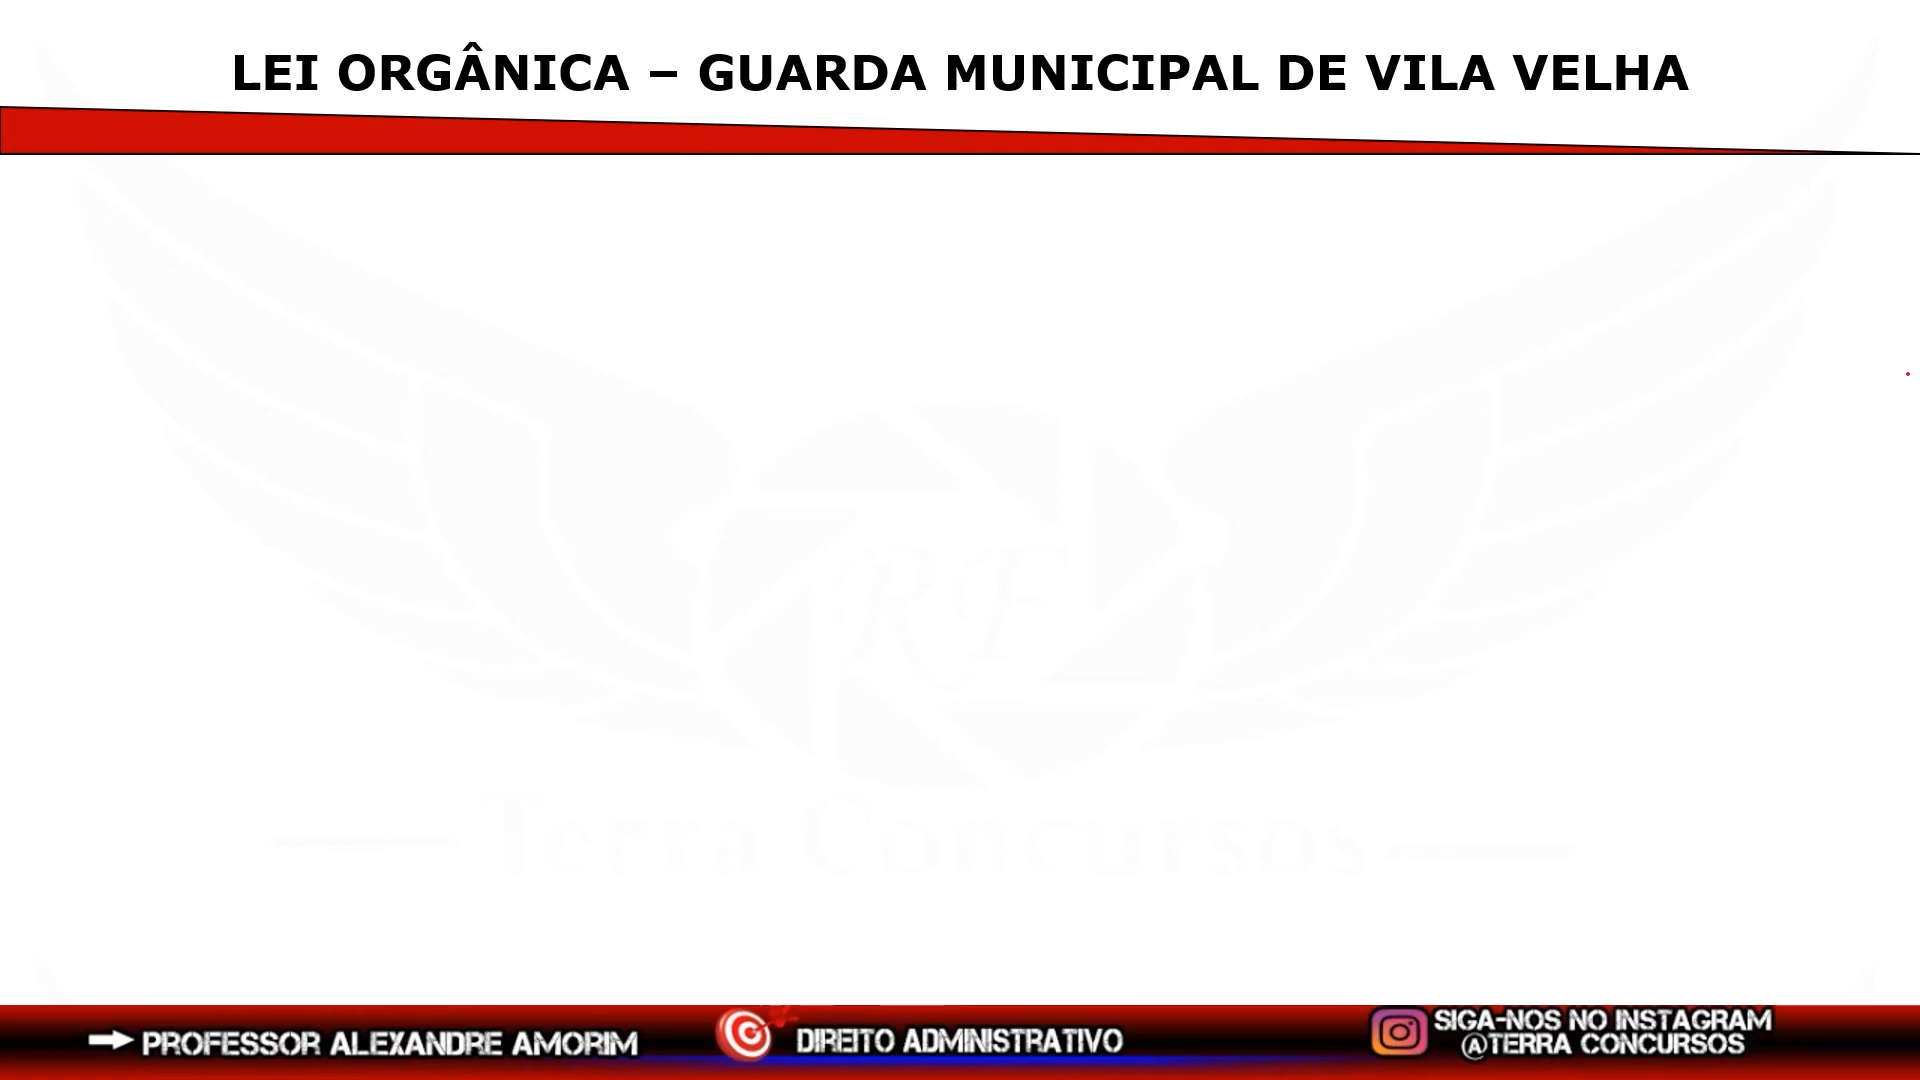 LEI ORGÂNICA – GUARDA MUNICIPAL DE VILA VELHA
RF
Terra Concursos
PROFESSOR ALEXANDRE AMORIM
DIREITO ADMINISTRATIVO
SIGA-NOS NO INSTAGRAM
@TERRA CONCURSOS